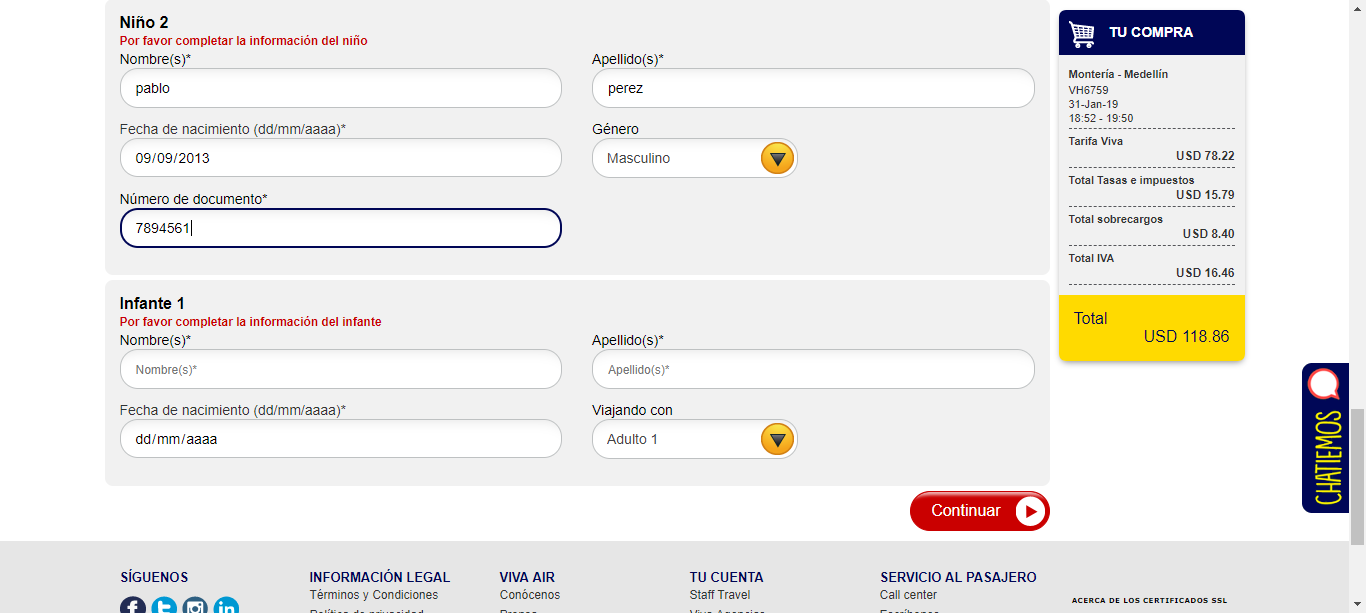 Niño 2
Por favor completar la información del niño
Nombre(s)*
Apellido(s)*
pablo
perez
Fecha de nacimiento (dd/mm/aaaa)*
Género
09/09/2013
Masculino
Número de documento*
7894561
Infante 1
Por favor completar la información del infante
Nombre(s)*
Apellido(s)*
Nombre(s)*
Apellido(s)*
Fecha de nacimiento (dd/mm/aaaa)*
Viajando con
dd/mm/aaaa
Adulto 1
Continuar
TU COMPRA
Montería - Medellín
VH6759
31-Jan-19
18:52 - 19:50
Tarifa Viva
USD 78.22
Total Tasas e impuestos
USD 15.79
Total sobrecargos
USD 8.40
Total IVA
USD 16.46
Total
USD 118.86
CHATIEMOS
SÍGUENOS
INFORMACIÓN LEGAL
VIVA AIR
TU CUENTA
SERVICIO AL PASAJERO
Términos y Condiciones
Conócenos
Staff Travel
Call center
ACERCA DE LOS CERTIFICADOS SSL